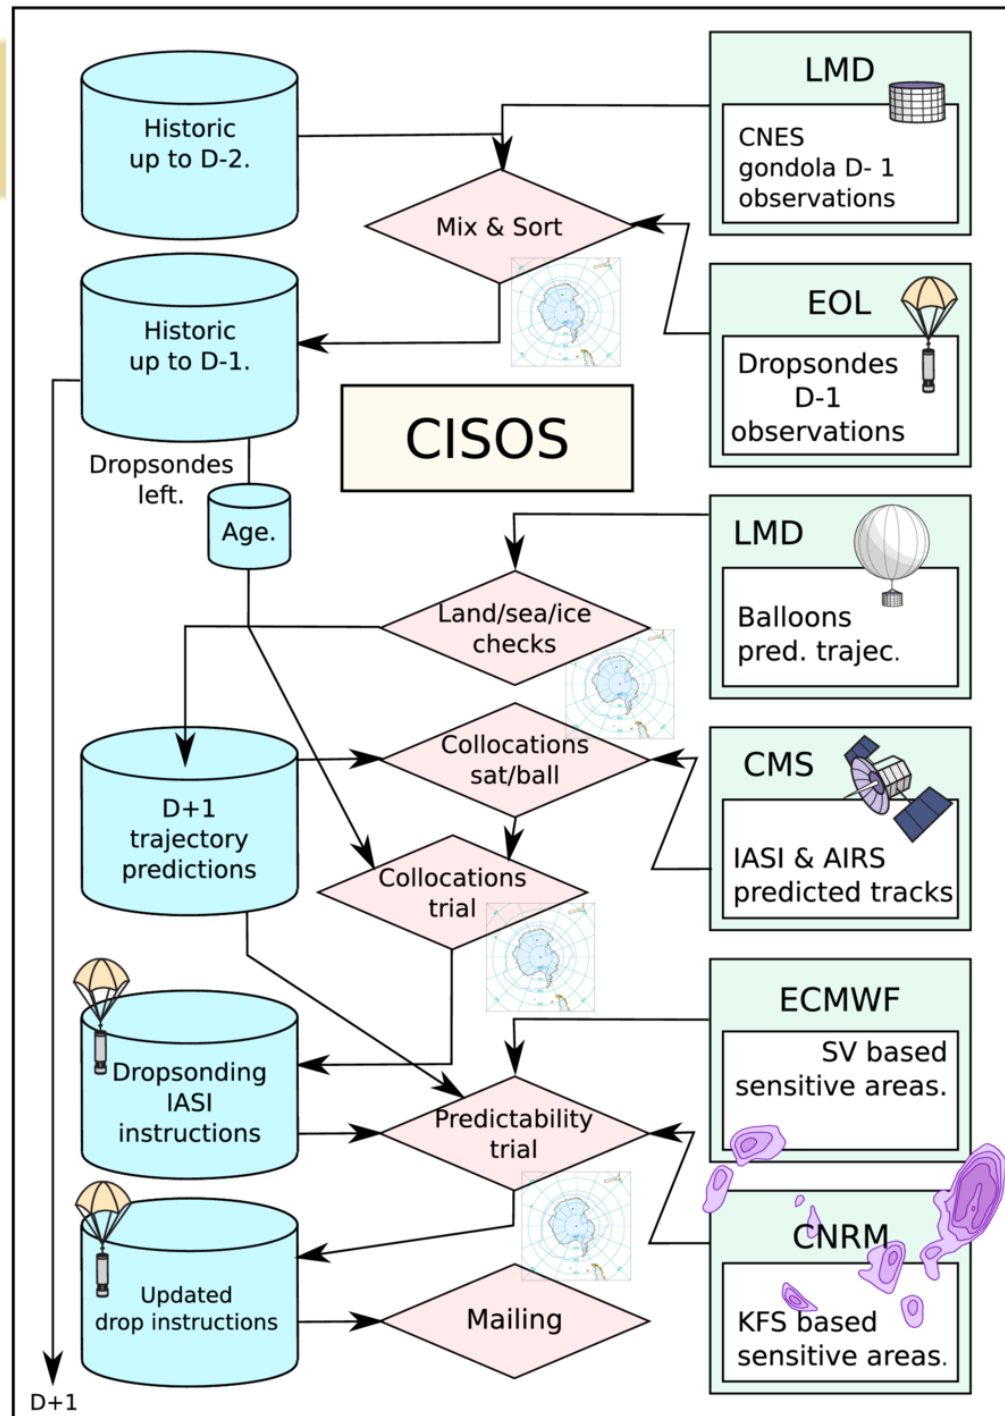 Historic
up to D-2.
LMD
CNES
gondola D- 1
observations
Mix & Sort
Historic
up to D-1.
EOL
Dropsondes
D-1
observations
CISOS
Dropsondes
left.
Age.
LMD
Balloons
pred. trajec.
Land/sea/ice
checks
Collocations
sat/ball
CMS
IASI & AIRS
predicted tracks
D+1
trajectory
predictions
Collocations
trial
ECMWF
SV based
sensitive areas.
Dropsonding
IASI
instructions
Predictability
trial
CNRM
KFS based
sensitive areas.
Updated
drop instructions
Mailing
D+1